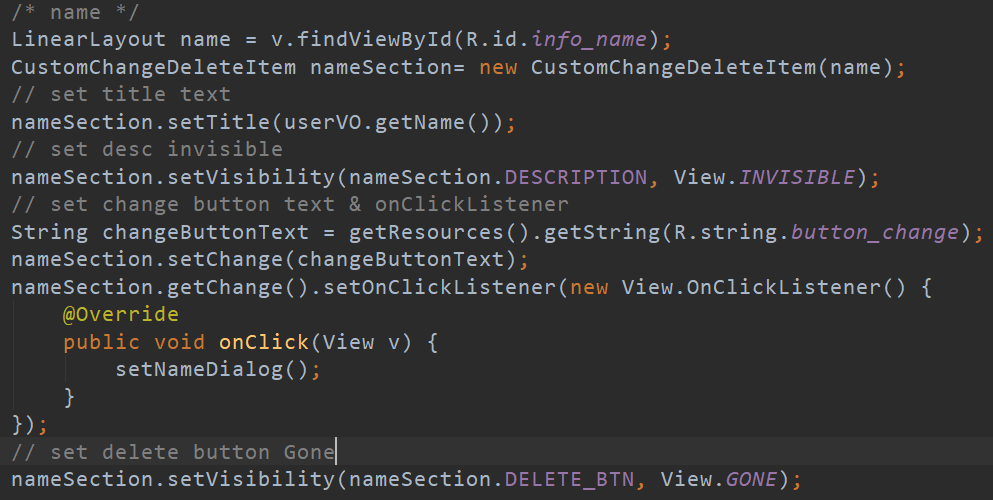 /* name */
LinearLayout name = v.findViewById(R.id.info_name);
CustomChangeDeleteItem nameSection= new CustomChangeDeleteItem(name);
// set title text
nameSection.setTitle(userVO.getName());
// set desc invisible
nameSection.setVisibility(nameSection.DESCRIPTION, View.INVISIBLE);
// set change button text & onClickListener
String changeButtonText = getResources().getString(R.string.button_change);
nameSection.setChange(changeButtonText);
nameSection.getChange().setOnClickListener(new View.OnClickListener() {
    @Override
    public void onClick(View v) {
        setNameDialog();
    }
});
// set delete button Gone
nameSection.setVisibility(nameSection.DELETE_BTN, View.GONE);